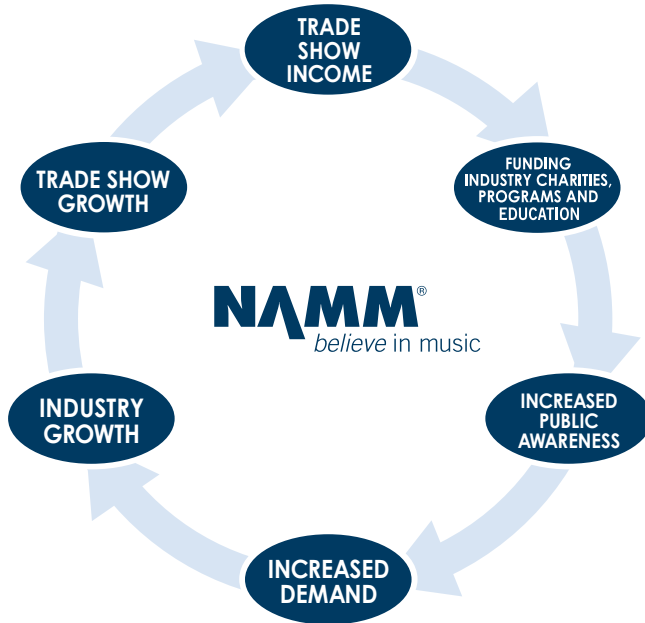 TRADE
SHOW
INCOME
FUNDING
INDUSTRY CHARITIES,
PROGRAMS AND
EDUCATION
INCREASED
PUBLIC
AWARENESS
INCREASED
DEMAND
INDUSTRY
GROWTH
TRADE SHOW
GROWTH
NAMM®
believe in music